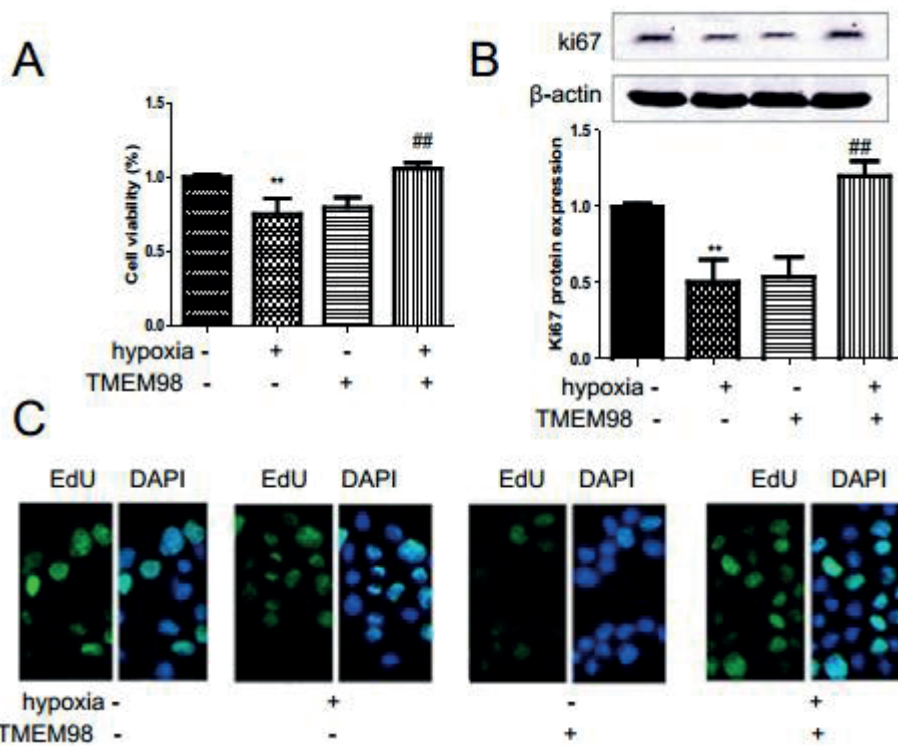 A
1.5
1.0
0.5
0.0
Cell viability (%)
**
##
hypoxia - + - +
TMEM98 - - + +
B
ki67
β-actin
1.5
1.0
0.5
0.0
Ki67 protein expression
**
##
hypoxia - + - +
TMEM98 - - + +
C
EdU DAPI EdU DAPI EdU DAPI EdU DAPI
hypoxia - + - +
TMEM98 - - + +